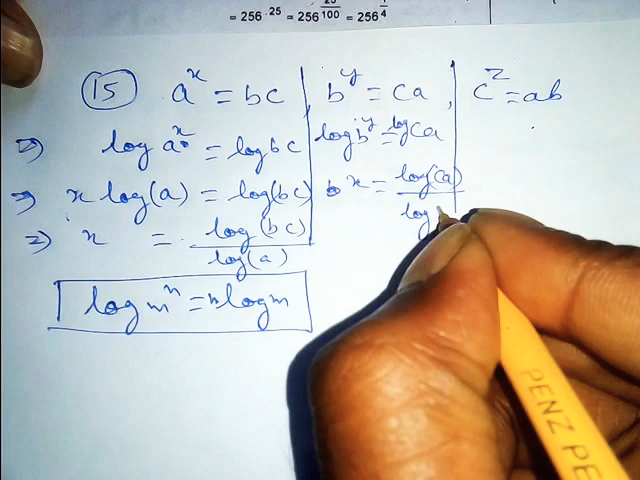 = 256^.25 = 256^25/100 = 256^1/4
(15) a^x = bc | b^y = ca, | c^z = ab
⇒ log a^x = log bc | log b^y = log ca
⇒ x log(a) = log(bc) | x = log(ca) / log
⇒ x = log(bc) / log(a)
log m^n = n log m
PENZ PE